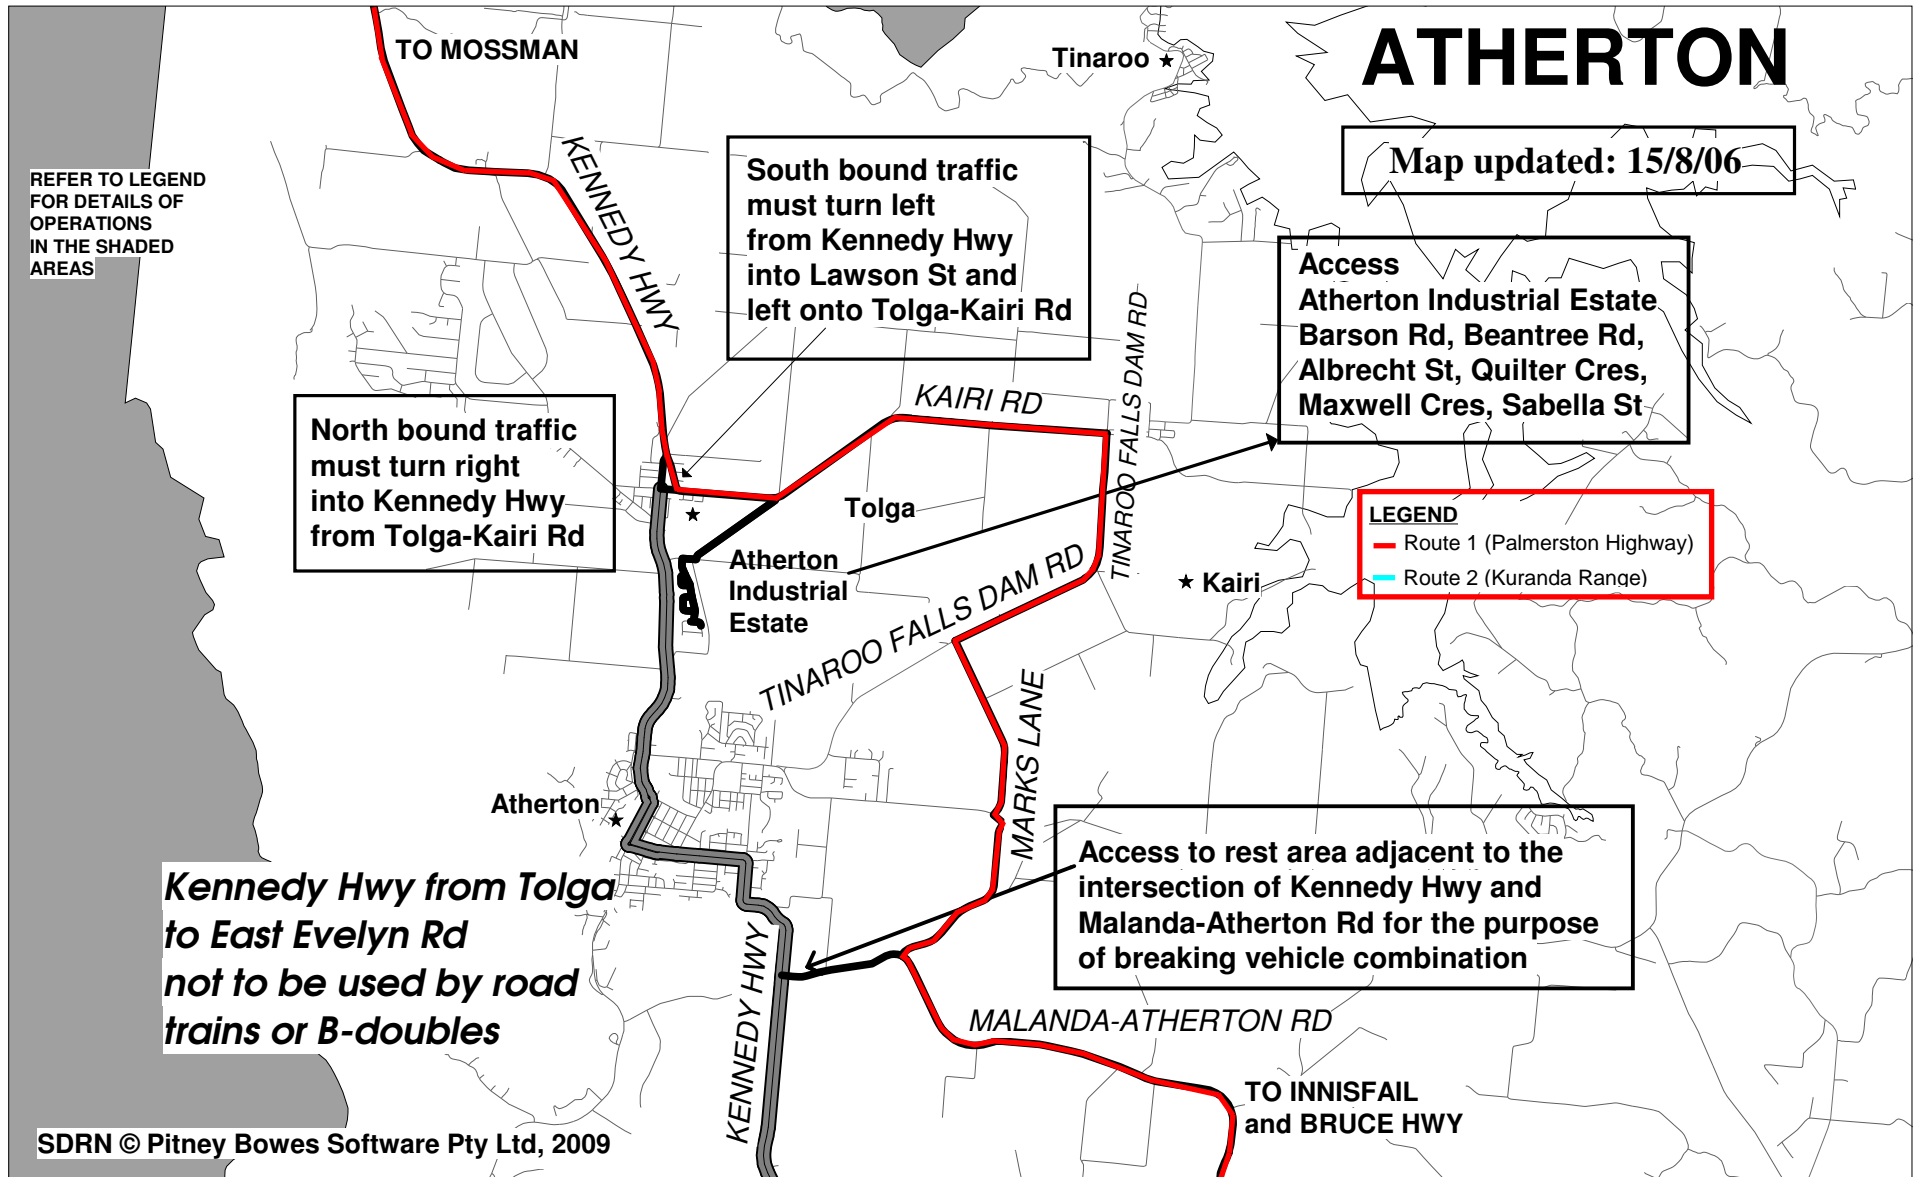 ATHERTON
Map updated: 15/8/06
TO MOSSMAN
Tinaroo
REFER TO LEGEND
FOR DETAILS OF
OPERATIONS
IN THE SHADED
AREAS
KENNEDY HWY
South bound traffic
must turn left
from Kennedy Hwy
into Lawson St and
left onto Tolga-Kairi Rd
Access
Atherton Industrial Estate
Barson Rd, Beantree Rd,
Albrecht St, Quilter Cres,
Maxwell Cres, Sabella St
North bound traffic
must turn right
into Kennedy Hwy
from Tolga-Kairi Rd
KAIRI RD
TINAROO FALLS DAM RD
Tolga
LEGEND
Route 1 (Palmerston Highway)
Route 2 (Kuranda Range)
Atherton
Industrial
Estate
Kairi
TINAROO FALLS DAM RD
MARKS LANE
Atherton
Access to rest area adjacent to the
intersection of Kennedy Hwy and
Malanda-Atherton Rd for the purpose
of breaking vehicle combination
Kennedy Hwy from Tolga
to East Evelyn Rd
not to be used by road
trains or B-doubles
KENNEDY HWY
MALANDA-ATHERTON RD
TO INNISFAIL
and BRUCE HWY
SDRN © Pitney Bowes Software Pty Ltd, 2009